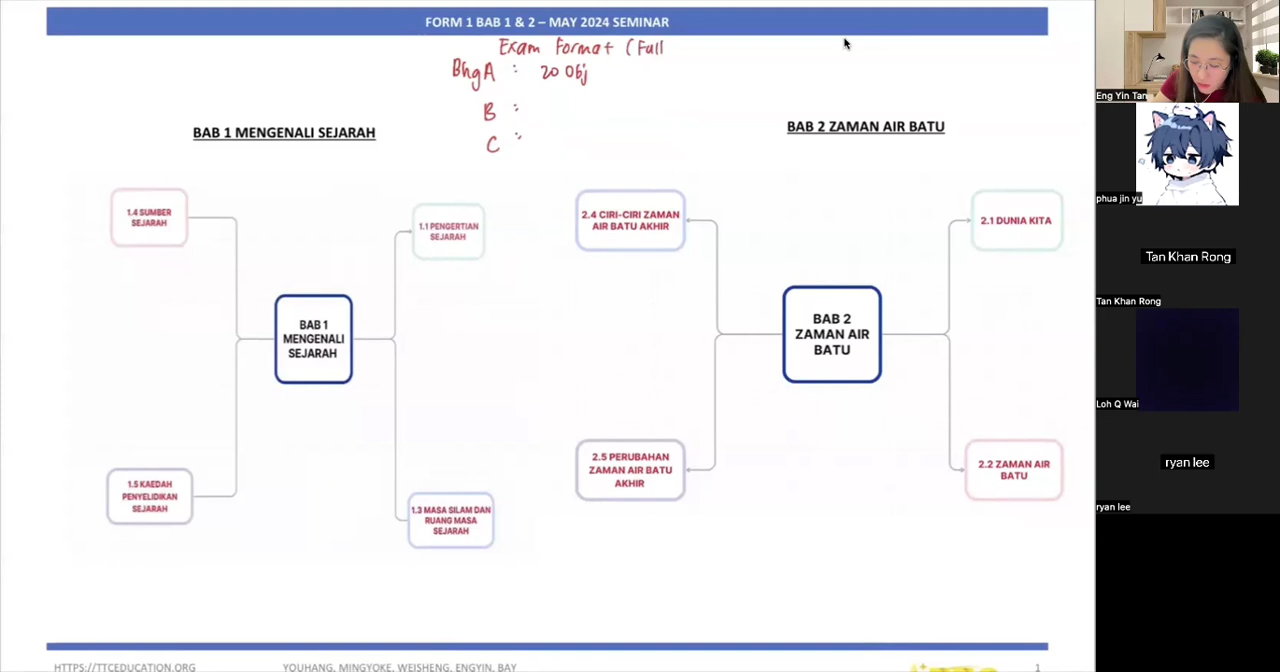 FORM 1 BAB 1 & 2 – MAY 2024 SEMINAR
Exam Format (Full
BhgA : 20 Obj
B :
C :
BAB 1 MENGENALI SEJARAH
1.4 SUMBER
SEJARAH
1.1 PENGERTIAN
SEJARAH
BAB 1
MENGENALI
SEJARAH
1.5 KAEDAH
PENYELIDIKAN
SEJARAH
1.3 MASA SILAM DAN
RUANG MASA
SEJARAH
BAB 2 ZAMAN AIR BATU
2.4 CIRI-CIRI ZAMAN
AIR BATU AKHIR
2.1 DUNIA KITA
BAB 2
ZAMAN AIR
BATU
2.5 PERUBAHAN
ZAMAN AIR BATU
AKHIR
2.2 ZAMAN AIR
BATU
HTTPS://TTCEDUCATION.ORG
YOUHANG, MINGYOKE, WEISHENG, ENGYIN, BAY
1
Eng Yin Tan
phua jin yu
Tan Khan Rong
Tan Khan Rong
Loh Q Wai
ryan lee
ryan lee